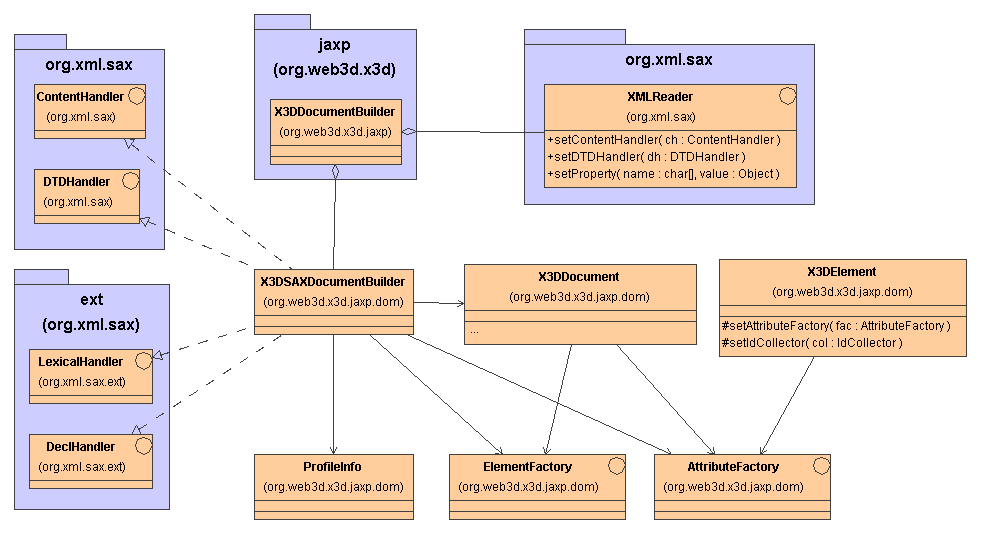 org.xml.sax
ContentHandler
(org.xml.sax)
DTDHandler
(org.xml.sax)
jaxp
(org.web3d.x3d)
X3DDocumentBuilder
(org.web3d.x3d.jaxp)
org.xml.sax
XMLReader
(org.xml.sax)
+setContentHandler( ch : ContentHandler )
+setDTDHandler( dh : DTDHandler )
+setProperty( name : char[], value : Object )
ext
(org.xml.sax)
LexicalHandler
(org.xml.sax.ext)
DeclHandler
(org.xml.sax.ext)
X3DSAXDocumentBuilder
(org.web3d.x3d.jaxp.dom)
X3DDocument
(org.web3d.x3d.jaxp.dom)
...
X3DElement
(org.web3d.x3d.jaxp.dom)
#setAttributeFactory( fac : AttributeFactory )
#setIdCollector( col : IdCollector )
ProfileInfo
(org.web3d.x3d.jaxp.dom)
ElementFactory
(org.web3d.x3d.jaxp.dom)
AttributeFactory
(org.web3d.x3d.jaxp.dom)